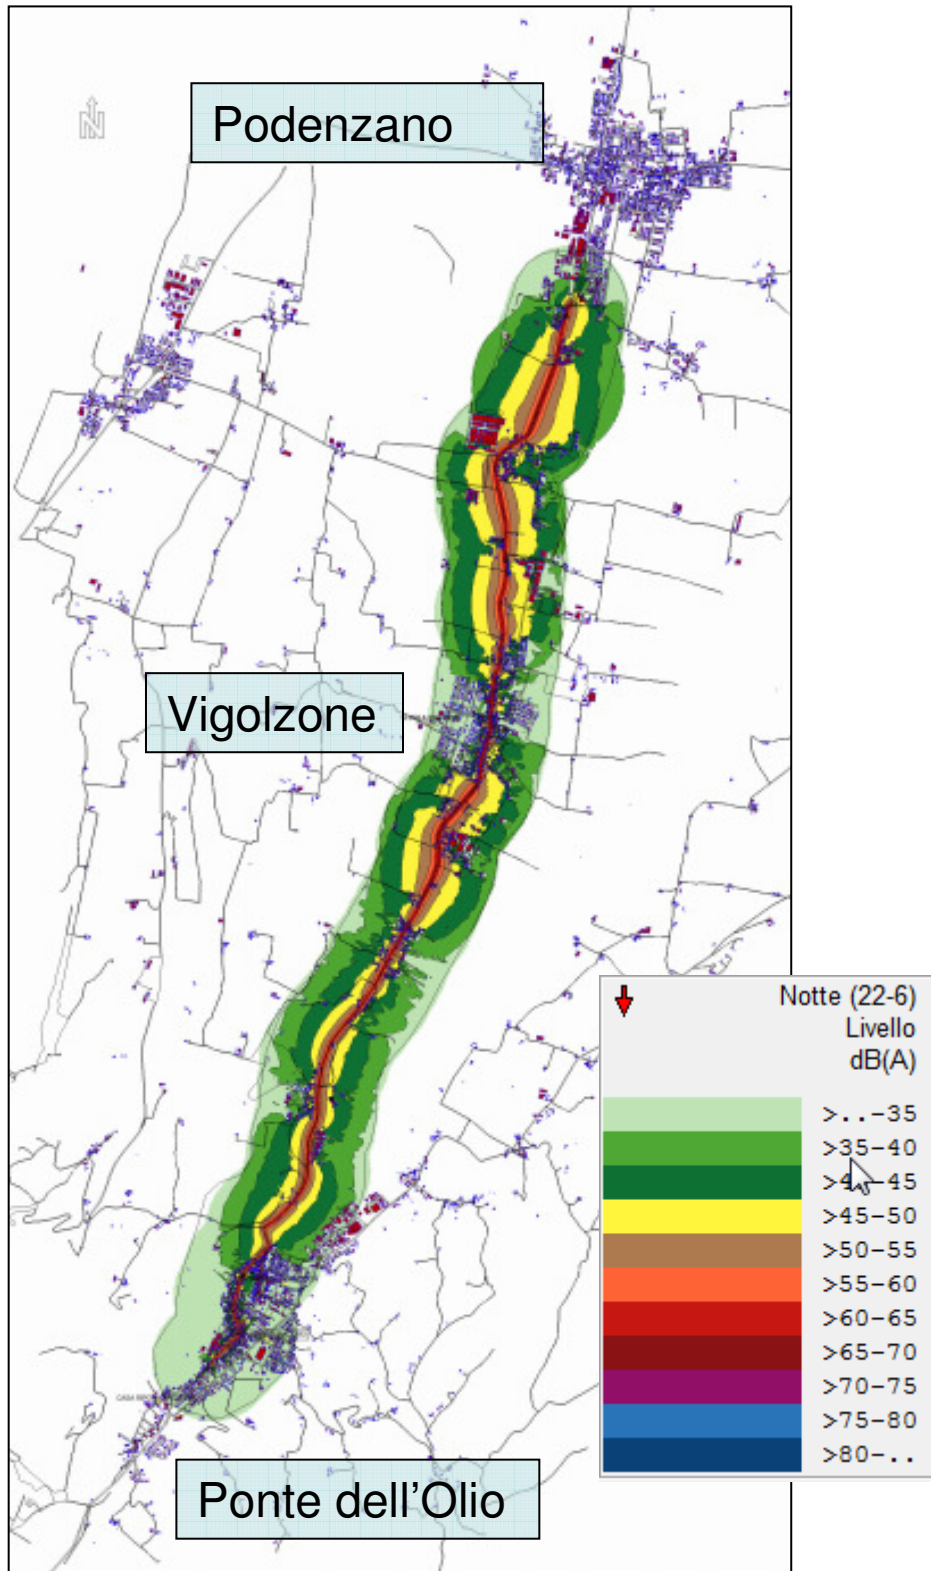 Podenzano
N
Vigolzone
Notte (22-6)
Livello
dB(A)
>..-35
>35-40
>4 -45
>45-50
>50-55
>55-60
>60-65
>65-70
>70-75
>75-80
>80-..
Ponte dell'Olio